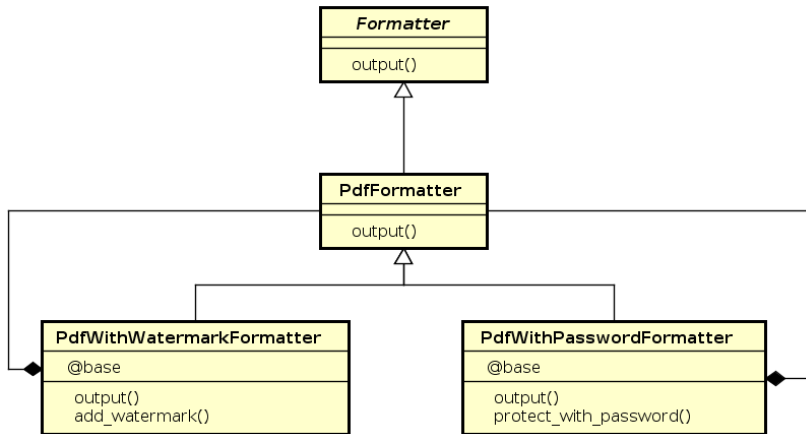 Formatter
output()
PdfFormatter
output()
PdfWithWatermarkFormatter
@base
output()
add_watermark()
PdfWithPasswordFormatter
@base
output()
protect_with_password()